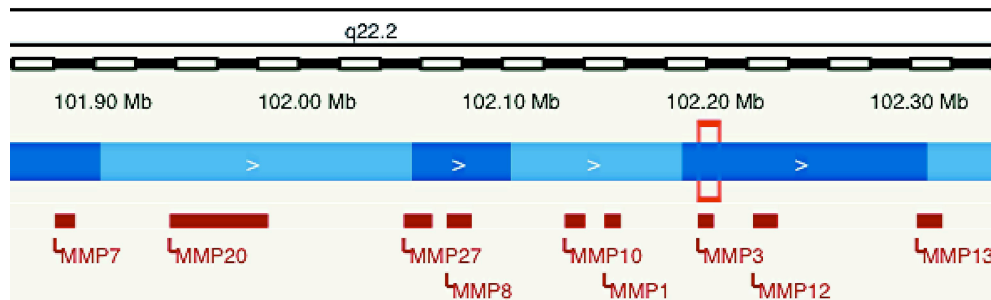 q22.2
101.90 Mb 102.00 Mb 102.10 Mb 102.20 Mb 102.30 Mb
> > > >
MMP7 MMP20 MMP27 MMP10 MMP3 MMP13
MMP8 MMP1 MMP12